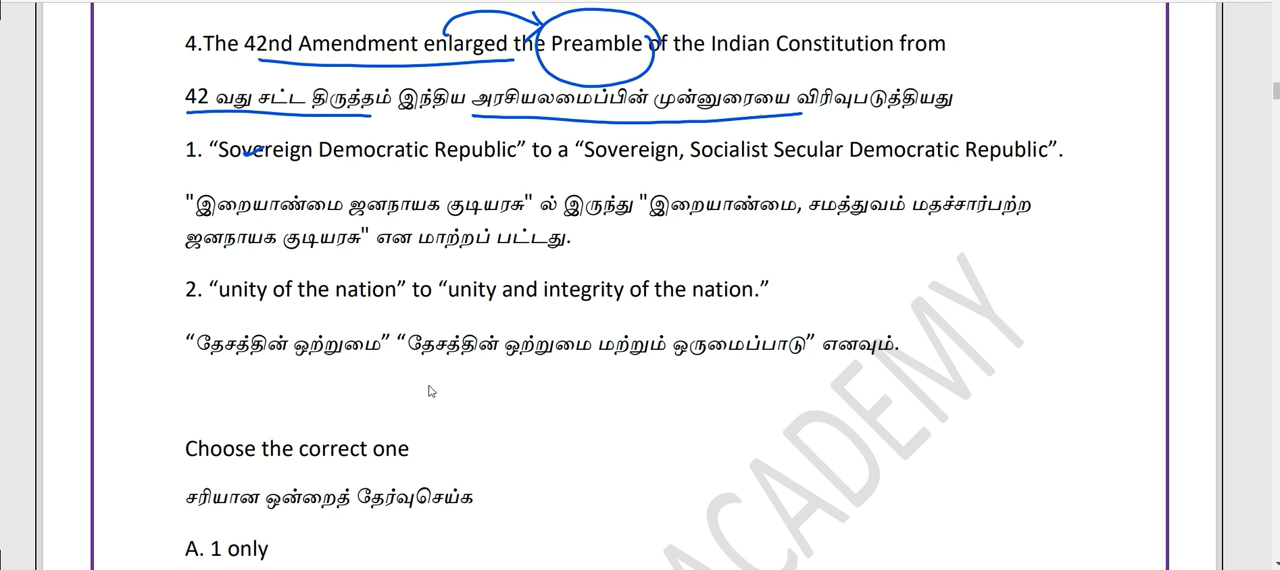 4.The 42nd Amendment enlarged the Preamble of the Indian Constitution from
42 வது சட்ட திருத்தம் இந்திய அரசியலமைப்பின் முன்னுரையை விரிவுபடுத்தியது
1. “Sovereign Democratic Republic” to a “Sovereign, Socialist Secular Democratic Republic”.
"இறையாண்மை ஜனநாயக குடியரசு" ல் இருந்து "இறையாண்மை, சமத்துவம் மதச்சார்பற்ற
ஜனநாயக குடியரசு" என மாற்றப் பட்டது.
2. “unity of the nation” to “unity and integrity of the nation.”
“தேசத்தின் ஒற்றுமை” “தேசத்தின் ஒற்றுமை மற்றும் ஒருமைப்பாடு” எனவும்.
Choose the correct one
சரியான ஒன்றைத் தேர்வுசெய்க
A. 1 only
ACADEMY